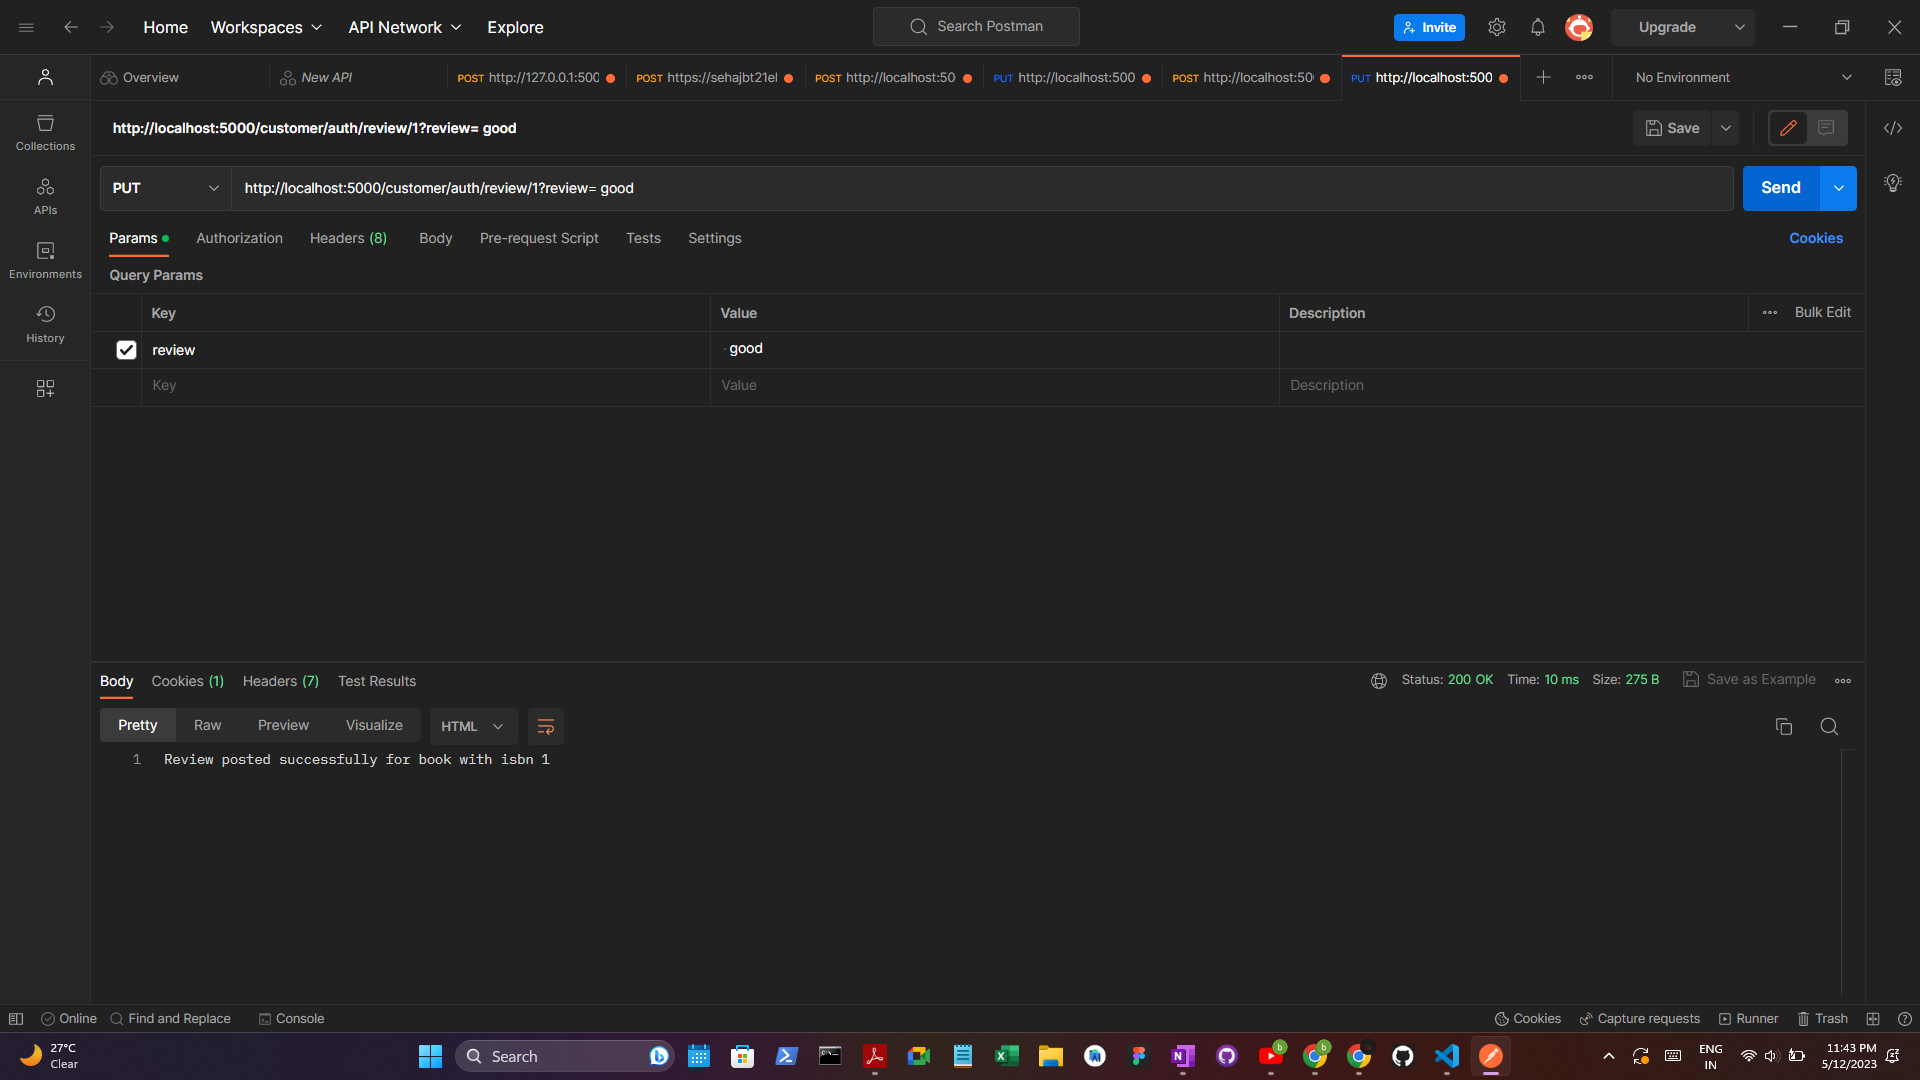 Home Workspaces API Network Explore Search Postman Invite Upgrade
Overview New API POST http://127.0.0.1:500 POST https://sehajbt21el POST http://localhost:50 PUT http://localhost:500 POST http://localhost:50 PUT http://localhost:500 No Environment
http://localhost:5000/customer/auth/review/1?review= good Save
Collections
PUT http://localhost:5000/customer/auth/review/1?review= good Send
APIs
Params Authorization Headers (8) Body Pre-request Script Tests Settings Cookies
Environments
Query Params
Key Value Description Bulk Edit
History
review good
Key Value Description
Body Cookies (1) Headers (7) Test Results Status: 200 OK Time: 10 ms Size: 275 B Save as Example
Pretty Raw Preview Visualize HTML
1 Review posted successfully for book with isbn 1
Online Find and Replace Console Cookies Capture requests Runner Trash
27°C
Clear
Search
ENG
IN
11:43 PM
5/12/2023